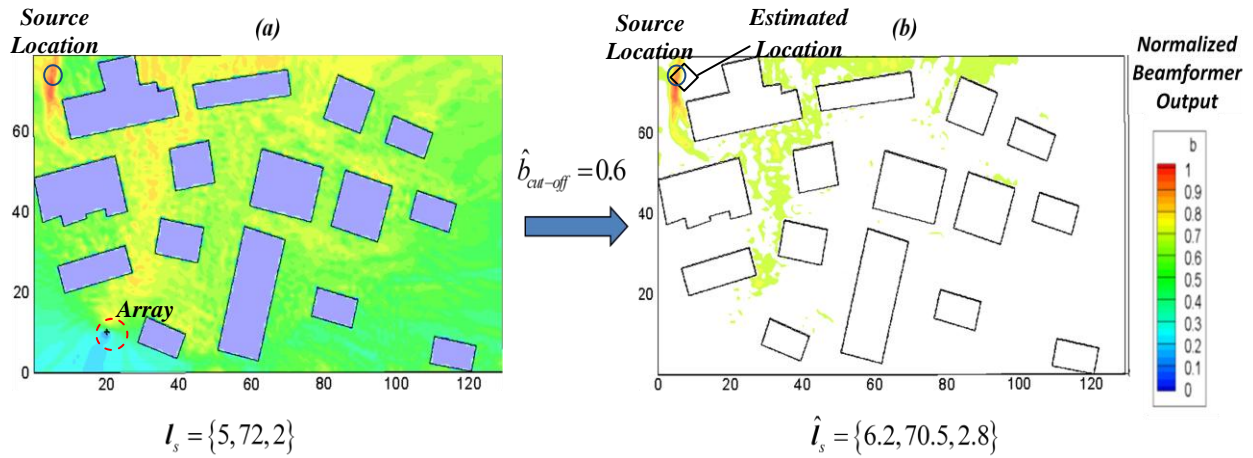 Source
Location
(a)
60
40
20
0
Array
20
40
60
80
100
120
l_s = {5,72,2}
b̂_{cut-off} = 0.6
Source
Location
(b)
Estimated
Location
60
40
20
0
20
40
60
80
100
120
l̂_s = {6.2,70.5,2.8}
Normalized
Beamformer
Output
b
1
0.9
0.8
0.7
0.6
0.5
0.4
0.3
0.2
0.1
0